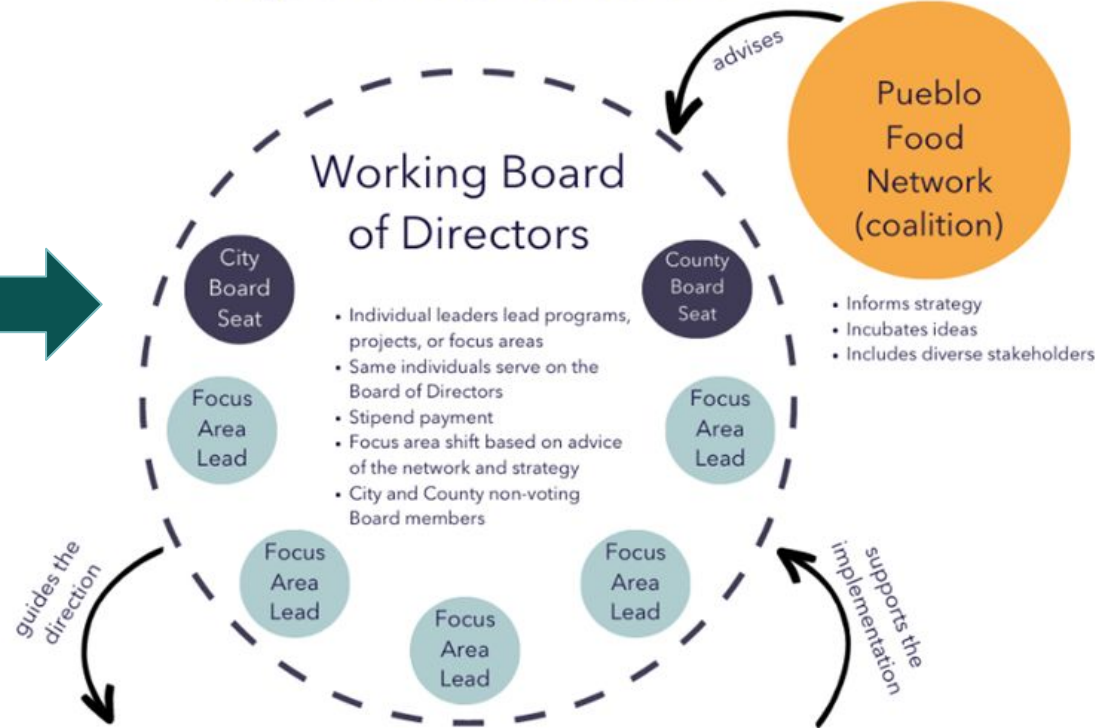 advises
Pueblo
Food
Network
(coalition)
Working Board
of Directors
City
Board
Seat
County
Board
Seat
• Informs strategy
• Incubates ideas
• Includes diverse stakeholders
• Individual leaders lead programs,
projects, or focus areas
• Same individuals serve on the
Board of Directors
• Stipend payment
• Focus area shift based on advice
of the network and strategy
• City and County non-voting
Board members
Focus
Area
Lead
Focus
Area
Lead
Focus
Area
Lead
Focus
Area
Lead
Focus
Area
Lead
guides the
direction
supports the
implementation